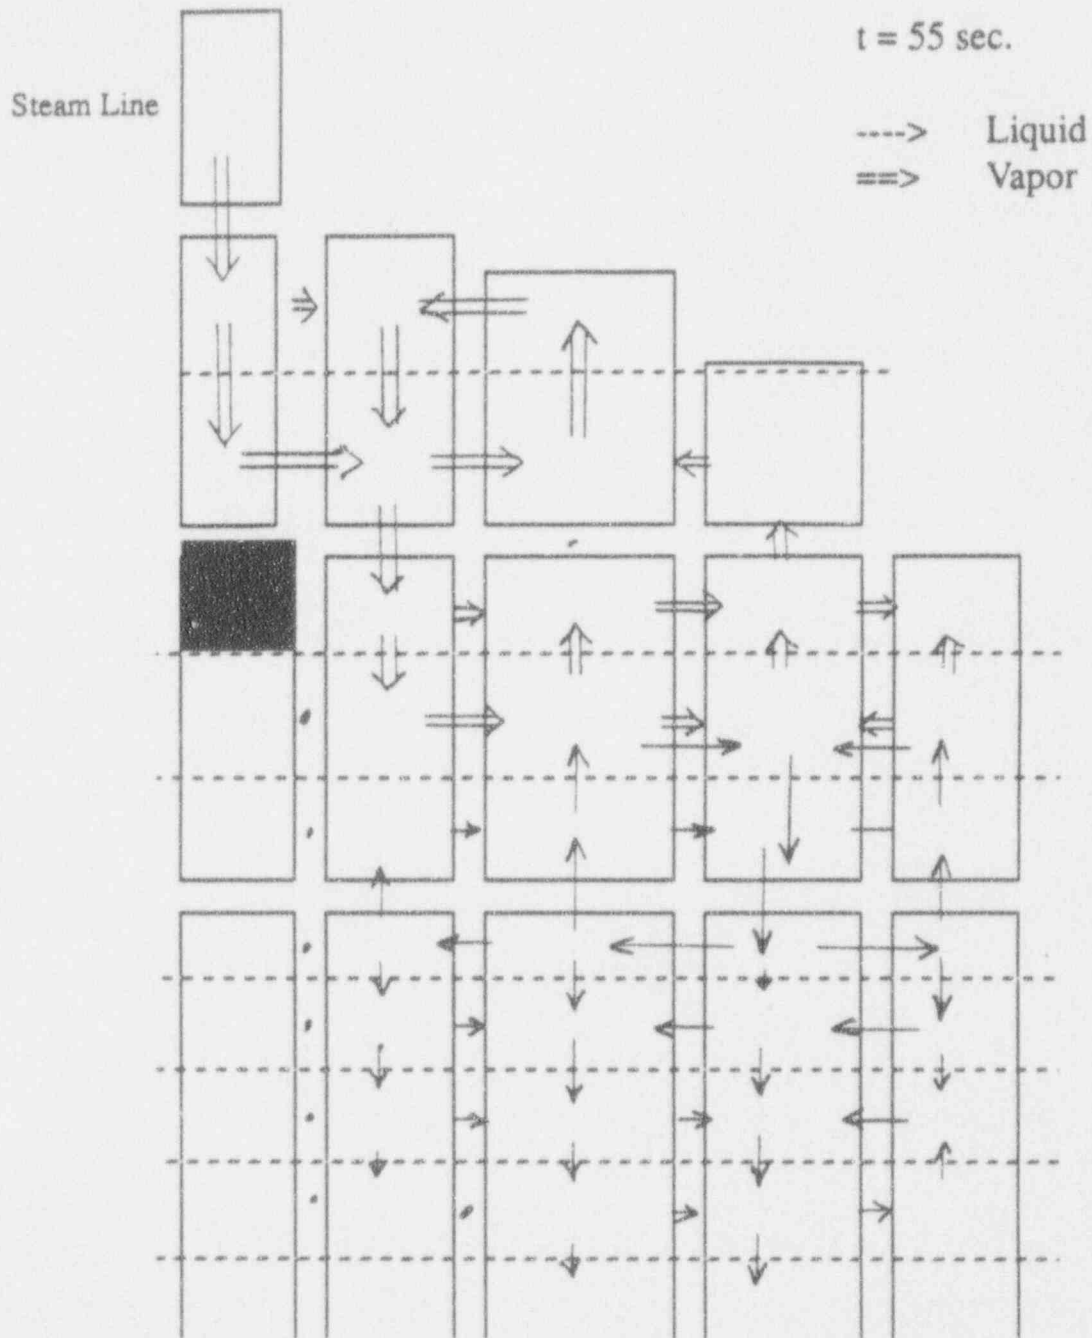 t = 55 sec.
Steam Line
----> Liquid
==> Vapor